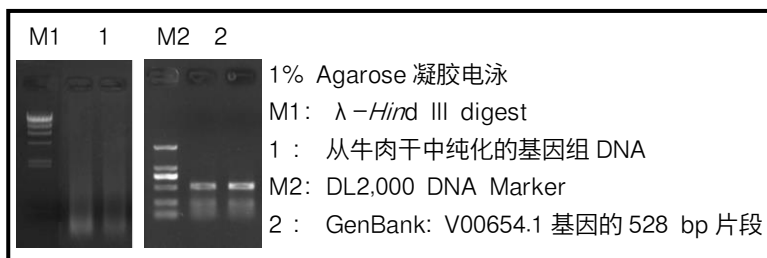 M1 1 M2 2
1% Agarose 凝胶电泳
M1： λ-Hind III digest
1 ： 从牛肉干中纯化的基因组 DNA
M2： DL2,000 DNA Marker
2 ： GenBank: V00654.1 基因的 528 bp 片段